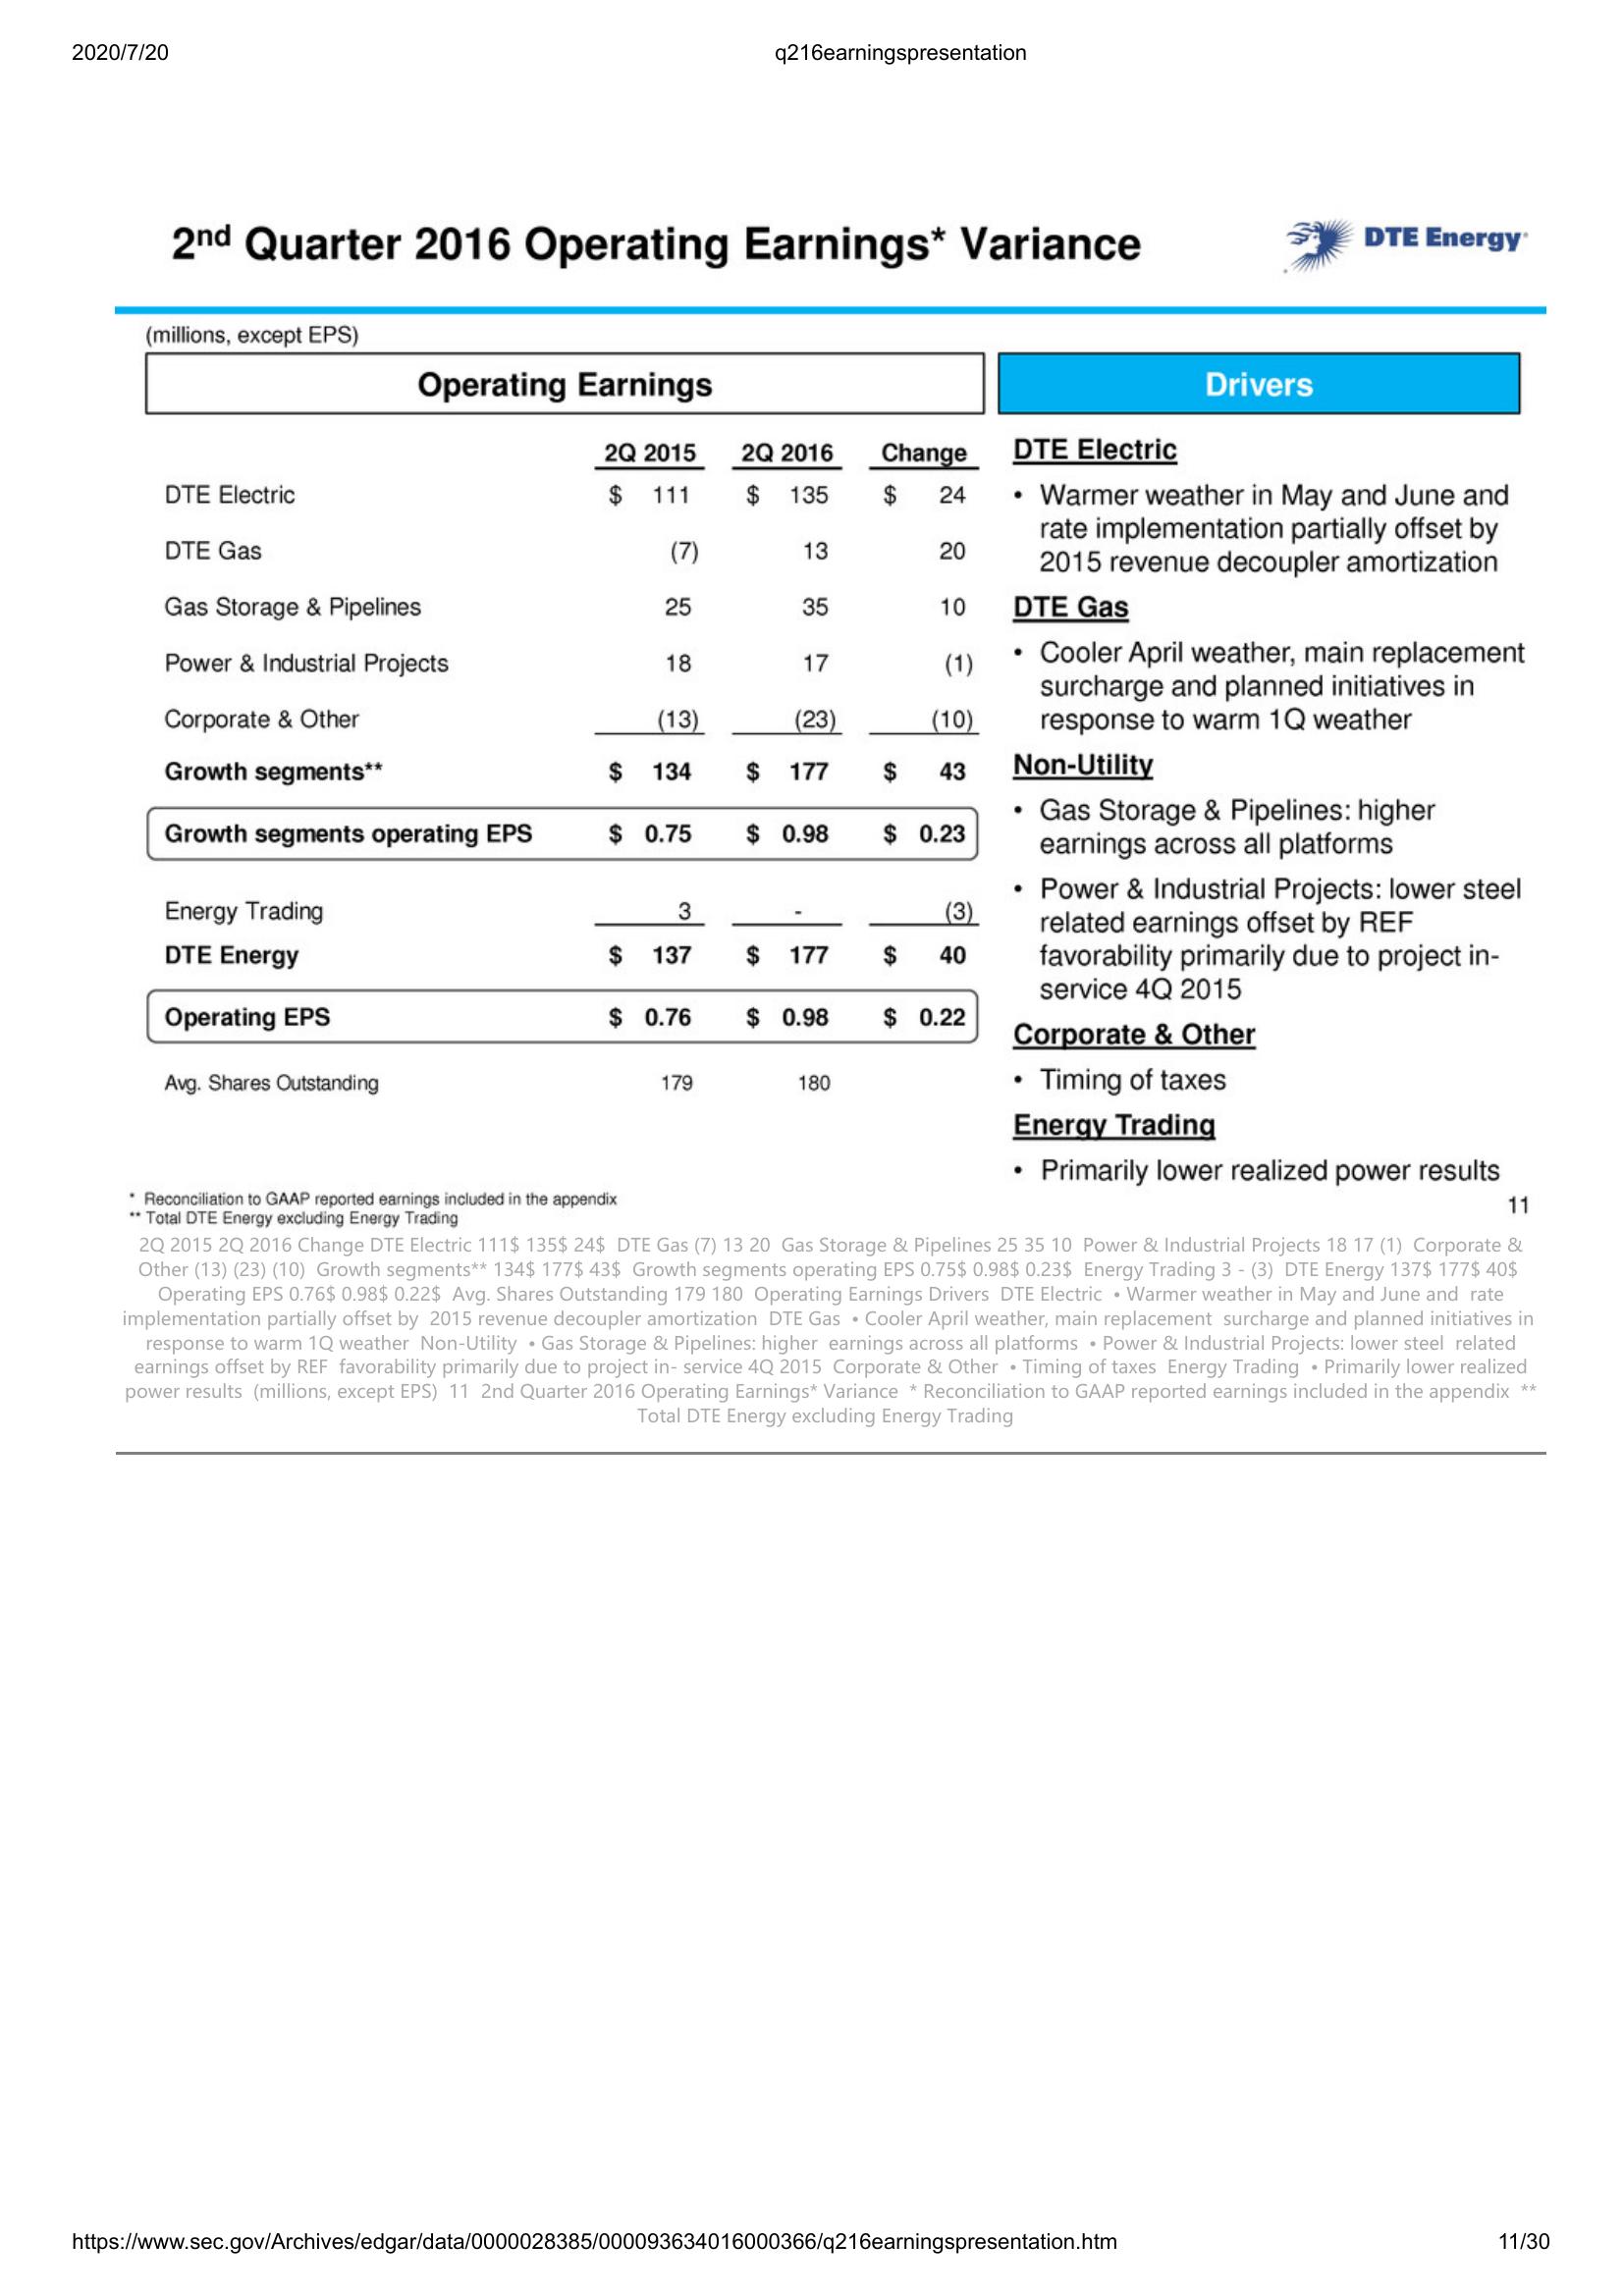 2020/7/20 q216earningspresentation
2nd Quarter 2016 Operating Earnings* Variance
DTE Energy
(millions, except EPS)
Operating Earnings
2Q 2015 2Q 2016 Change
DTE Electric $ 111 $ 135 $ 24
DTE Gas (7) 13 20
Gas Storage & Pipelines 25 35 10
Power & Industrial Projects 18 17 (1)
Corporate & Other (13) (23) (10)
Growth segments** $ 134 $ 177 $ 43
Growth segments operating EPS $ 0.75 $ 0.98 $ 0.23
Energy Trading 3 - (3)
DTE Energy $ 137 $ 177 $ 40
Operating EPS $ 0.76 $ 0.98 $ 0.22
Avg. Shares Outstanding 179 180
Drivers
DTE Electric
• Warmer weather in May and June and
rate implementation partially offset by
2015 revenue decoupler amortization
DTE Gas
• Cooler April weather, main replacement
surcharge and planned initiatives in
response to warm 1Q weather
Non-Utility
• Gas Storage & Pipelines: higher
earnings across all platforms
• Power & Industrial Projects: lower steel
related earnings offset by REF
favorability primarily due to project in-
service 4Q 2015
Corporate & Other
• Timing of taxes
Energy Trading
• Primarily lower realized power results
* Reconciliation to GAAP reported earnings included in the appendix
** Total DTE Energy excluding Energy Trading
11
2Q 2015 2Q 2016 Change DTE Electric 111$ 135$ 24$ DTE Gas (7) 13 20 Gas Storage & Pipelines 25 35 10 Power & Industrial Projects 18 17 (1) Corporate &
Other (13) (23) (10) Growth segments** 134$ 177$ 43$ Growth segments operating EPS 0.75$ 0.98$ 0.23$ Energy Trading 3 - (3) DTE Energy 137$ 177$ 40$
Operating EPS 0.76$ 0.98$ 0.22$ Avg. Shares Outstanding 179 180 Operating Earnings Drivers DTE Electric • Warmer weather in May and June and rate
implementation partially offset by 2015 revenue decoupler amortization DTE Gas • Cooler April weather, main replacement surcharge and planned initiatives in
response to warm 1Q weather Non-Utility • Gas Storage & Pipelines: higher earnings across all platforms • Power & Industrial Projects: lower steel related
earnings offset by REF favorability primarily due to project in- service 4Q 2015 Corporate & Other • Timing of taxes Energy Trading • Primarily lower realized
power results (millions, except EPS) 11 2nd Quarter 2016 Operating Earnings* Variance * Reconciliation to GAAP reported earnings included in the appendix **
Total DTE Energy excluding Energy Trading
https://www.sec.gov/Archives/edgar/data/0000028385/000093634016000366/q216earningspresentation.htm 11/30